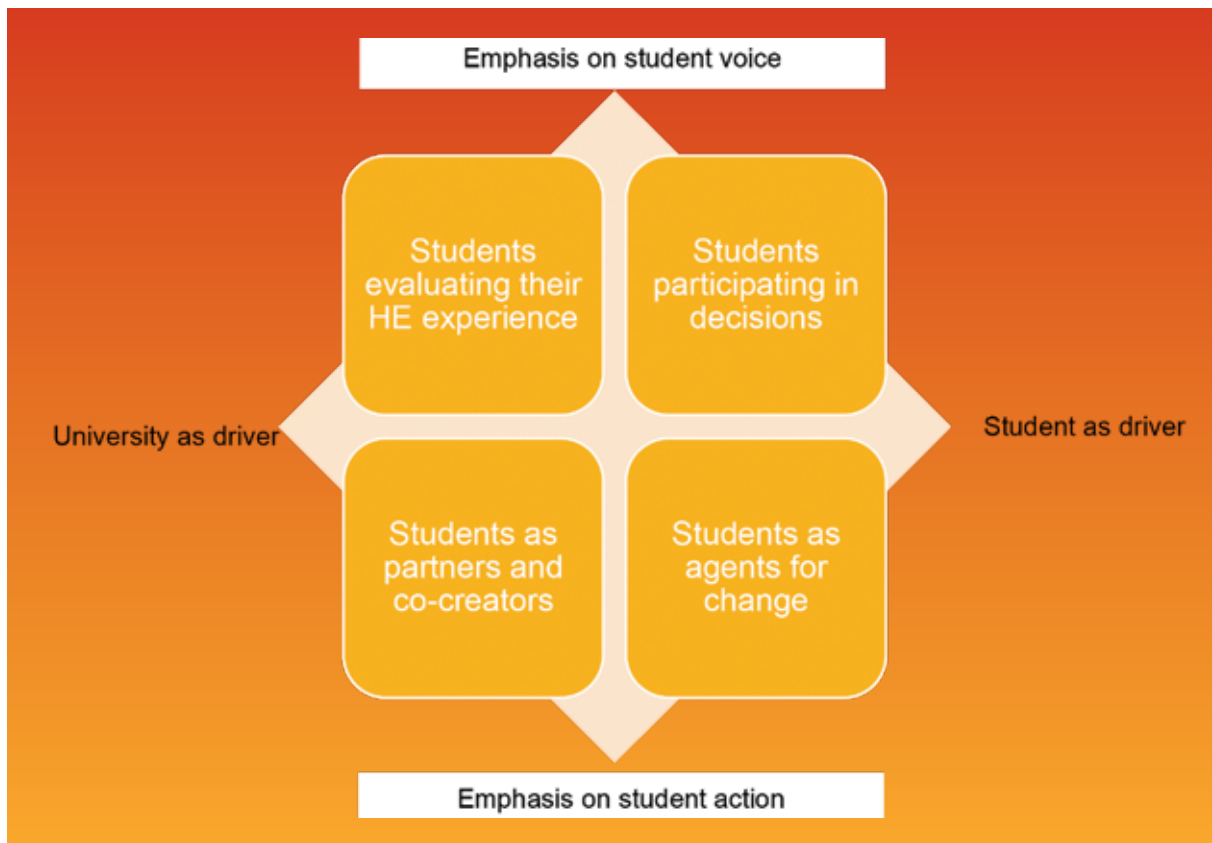 Emphasis on student voice
Students
evaluating their
HE experience
Students
participating in
decisions
University as driver
Student as driver
Students as
partners and
co-creators
Students as
agents for
change
Emphasis on student action